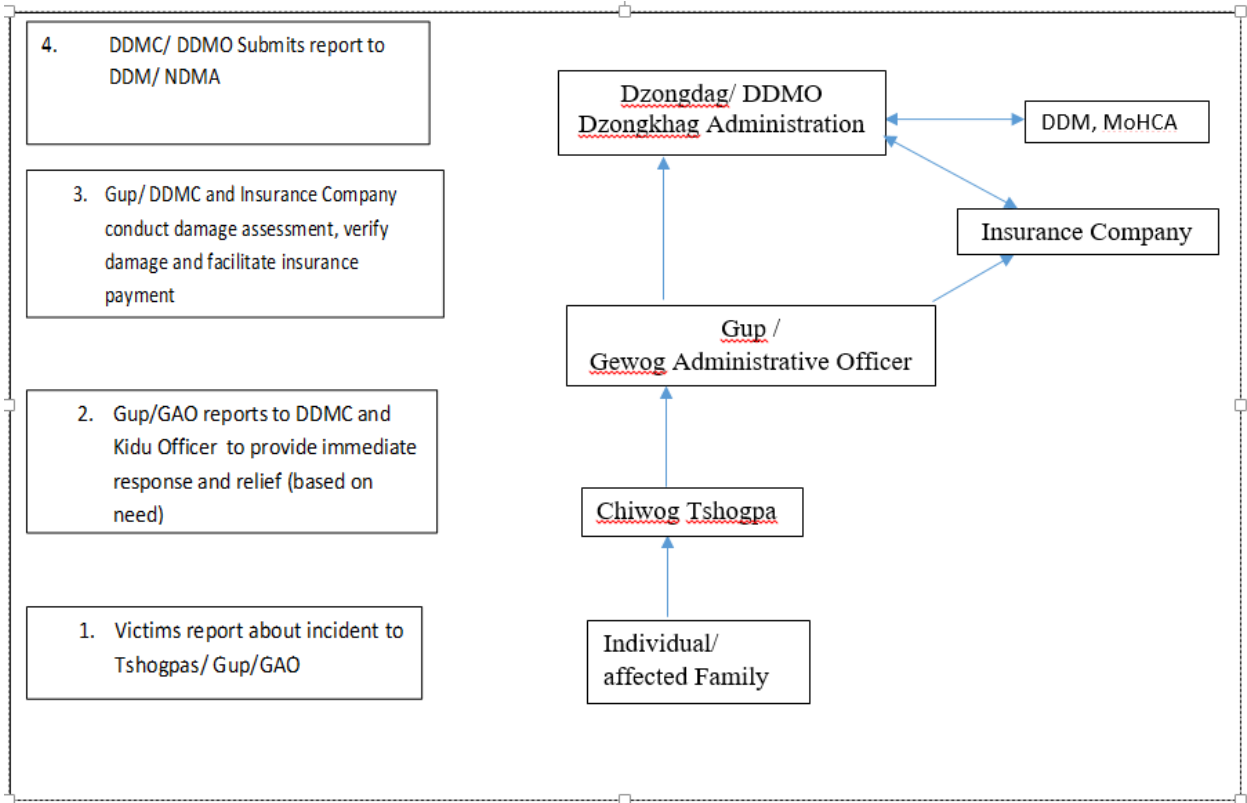 4. DDMC/ DDMO Submits report to
DDM/ NDMA
3. Gup/ DDMC and Insurance Company
conduct damage assessment, verify
damage and facilitate insurance
payment
2. Gup/GAO reports to DDMC and
Kidu Officer to provide immediate
response and relief (based on
need)
1. Victims report about incident to
Tshogpas/ Gup/GAO
Dzongdag/ DDMO
Dzongkhag Administration
DDM, MoHCA
Insurance Company
Gup /
Gewog Administrative Officer
Chiwog Tshogpa
Individual/
affected Family